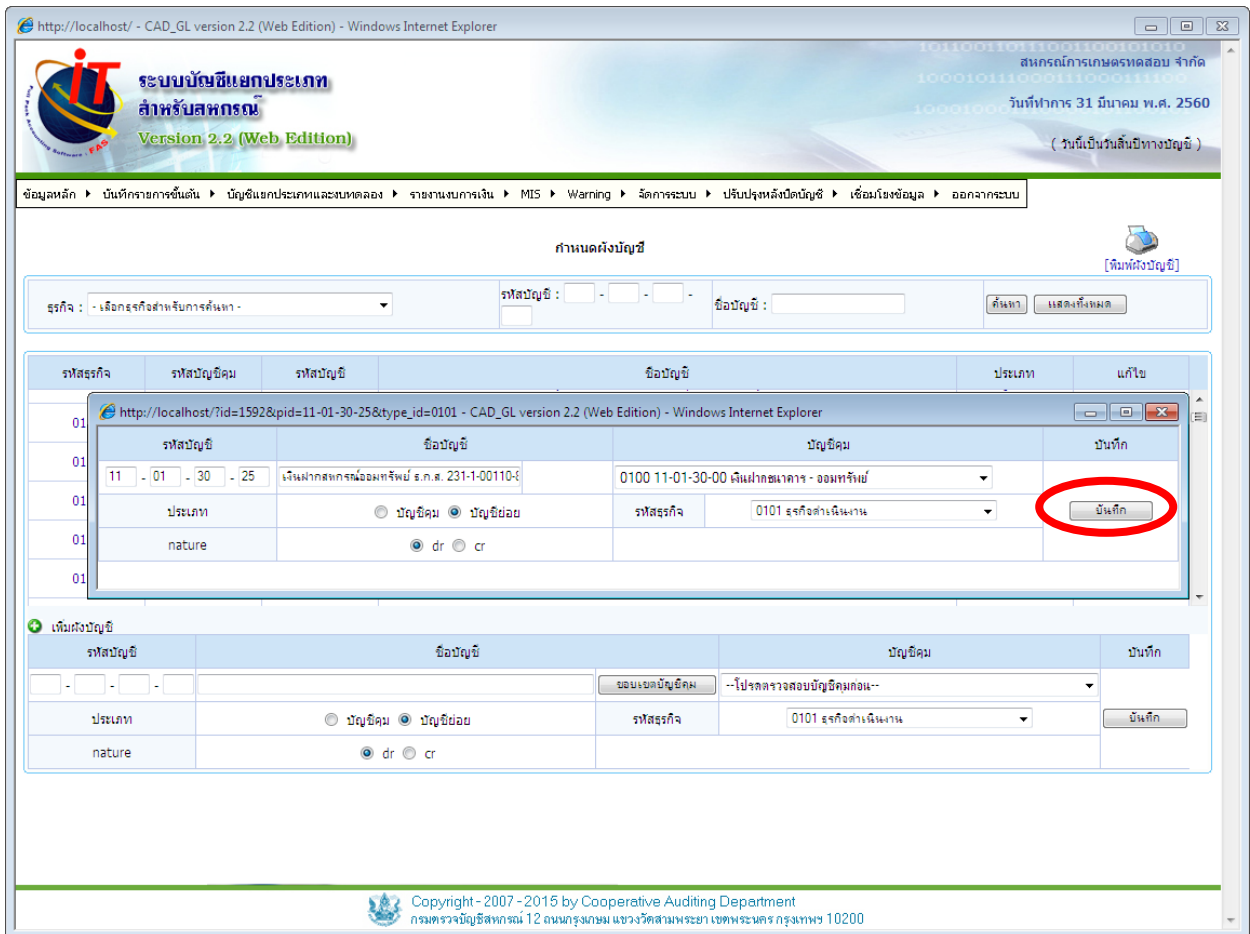 http://localhost/ - CAD_GL version 2.2 (Web Edition) - Windows Internet Explorer
iT
FAS
ระบบบัญชีแยกประเภท
สำหรับสหกรณ์
Version 2.2 (Web Edition)
สหกรณ์การเกษตรทดสอบ จำกัด
วันที่ทำการ 31 มีนาคม พ.ศ. 2560
( วันนี้เป็นวันสิ้นปีทางบัญชี )
ข้อมูลหลัก บันทึกรายการขั้นต้น บัญชีแยกประเภทและงบทดลอง รายงานงบการเงิน MIS Warning จัดการระบบ ปรับปรุงหลังปิดบัญชี เชื่อมโยงข้อมูล ออกจากระบบ
กำหนดผังบัญชี
[พิมพ์ผังบัญชี]
ธุรกิจ : - เลือกธุรกิจสำหรับการค้นหา - รหัสบัญชี : - - - ชื่อบัญชี : ค้นหา แสดงทั้งหมด
รหัสธุรกิจ รหัสบัญชีคุม รหัสบัญชี ชื่อบัญชี ประเภท แก้ไข
01
01
01
01
01
http://localhost/?id=1592&pid=11-01-30-25&type_id=0101 - CAD_GL version 2.2 (Web Edition) - Windows Internet Explorer
รหัสบัญชี ชื่อบัญชี บัญชีคุม บันทึก
11 - 01 - 30 - 25 เงินฝากสหกรณ์ออมทรัพย์ ธ.ก.ส. 231-1-00110- 0100 11-01-30-00 เงินฝากธนาคาร - ออมทรัพย์
ประเภท บัญชีคุม บัญชีย่อย รหัสธุรกิจ 0101 ธุรกิจดำเนินงาน บันทึก
nature dr cr
เพิ่มผังบัญชี
รหัสบัญชี ชื่อบัญชี บัญชีคุม บันทึก
- - - ขอบเขตบัญชีคุม --โปรดตรวจสอบบัญชีคุมก่อน--
ประเภท บัญชีคุม บัญชีย่อย รหัสธุรกิจ 0101 ธุรกิจดำเนินงาน บันทึก
nature dr cr
Copyright - 2007 - 2015 by Cooperative Auditing Department
กรมตรวจบัญชีสหกรณ์ 12 ถนนกรุงเกษม แขวงวัดสามพระยา เขตพระนคร กรุงเทพฯ 10200